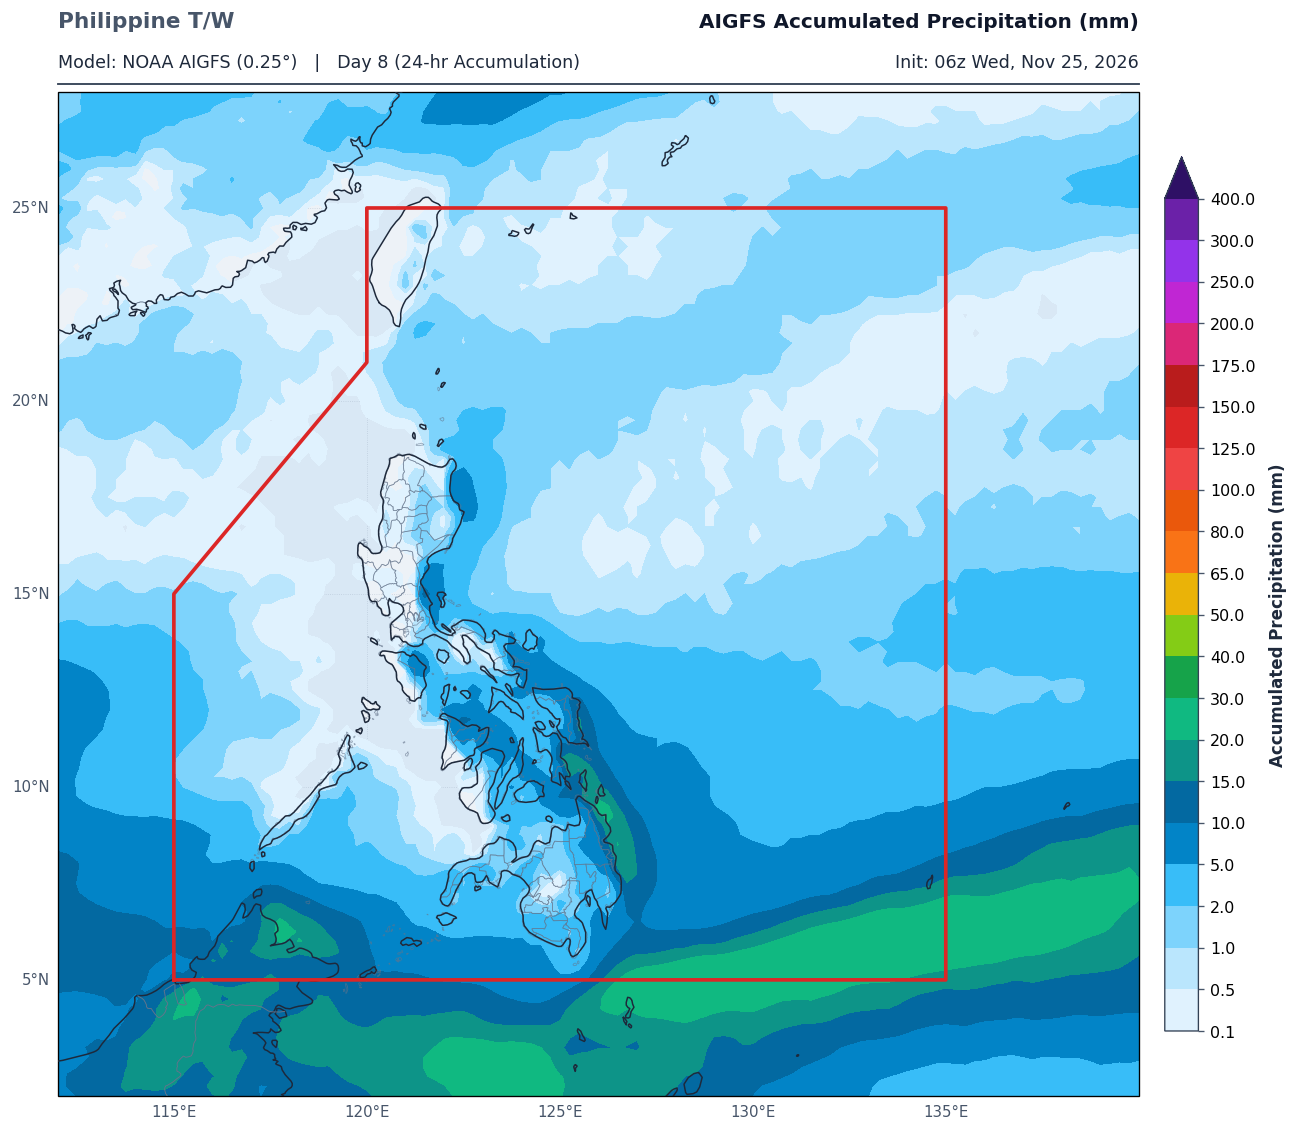 Philippine T/W
AIGFS Accumulated Precipitation (mm)
Model: NOAA AIGFS (0.25°) | Day 8 (24-hr Accumulation)
Init: 06z Wed, Nov 25, 2026
25°N
20°N
15°N
10°N
5°N
115°E
120°E
125°E
130°E
135°E
400.0
300.0
250.0
200.0
175.0
150.0
125.0
100.0
80.0
65.0
50.0
40.0
30.0
20.0
15.0
10.0
5.0
2.0
1.0
0.5
0.1
Accumulated Precipitation (mm)